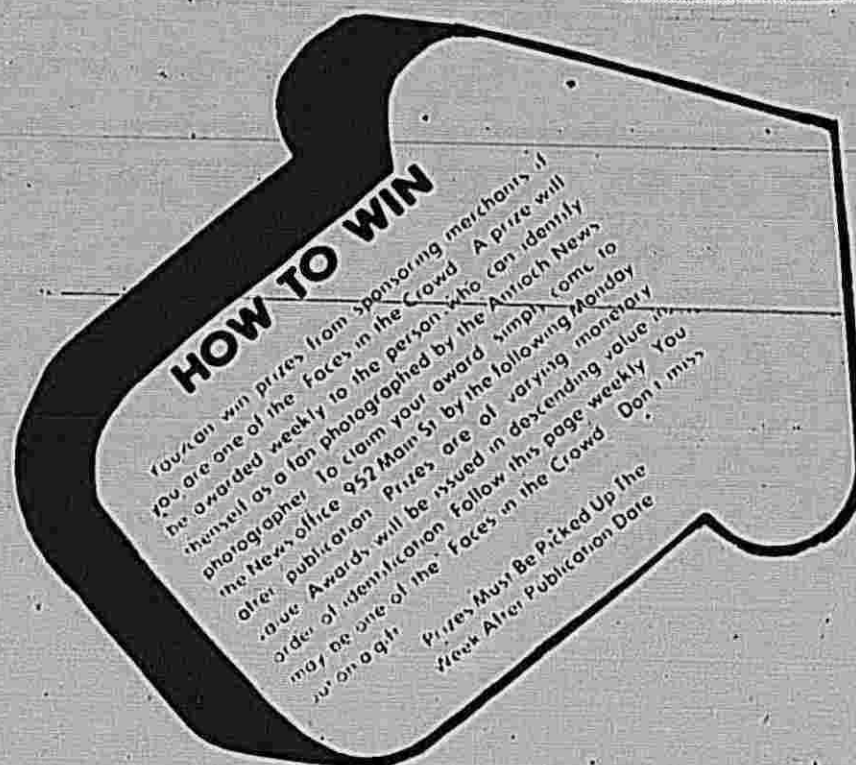 HOW TO WIN
You can win prizes from sponsoring merchants if
you are one of the Faces in the Crowd A prize will
be awarded weekly to the person who can identify
themself as a fan photographed by the Antioch News
photographer To claim your award simply come to
the News office 952 Main St by the following Monday
after publication Prizes are of varying monetary
value Awards will be issued in descending value in
order of identification Follow this page weekly You
may be one of the Faces in the Crowd Don't miss
out on a gift
Prizes Must Be Picked Up The
Week After Publication Date